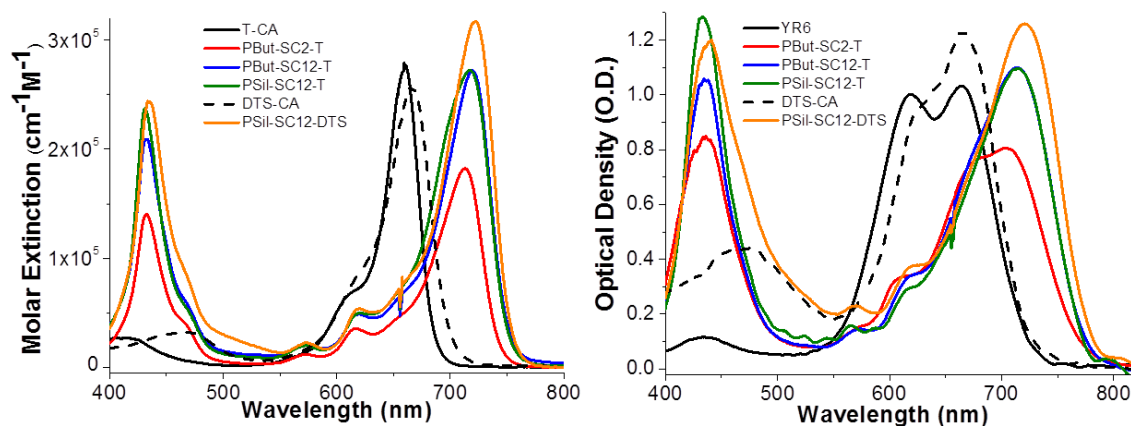 Molar Extinction (cm⁻¹M⁻¹)
3x10⁵
2x10⁵
1x10⁵
0
T-CA
PBut-SC2-T
PBut-SC12-T
PSil-SC12-T
DTS-CA
PSil-SC12-DTS
400 500 600 700 800
Wavelength (nm)
Optical Density (O.D.)
1.2
1.0
0.8
0.6
0.4
0.2
0.0
YR6
PBut-SC2-T
PBut-SC12-T
PSil-SC12-T
DTS-CA
PSil-SC12-DTS
400 500 600 700 800
Wavelength (nm)